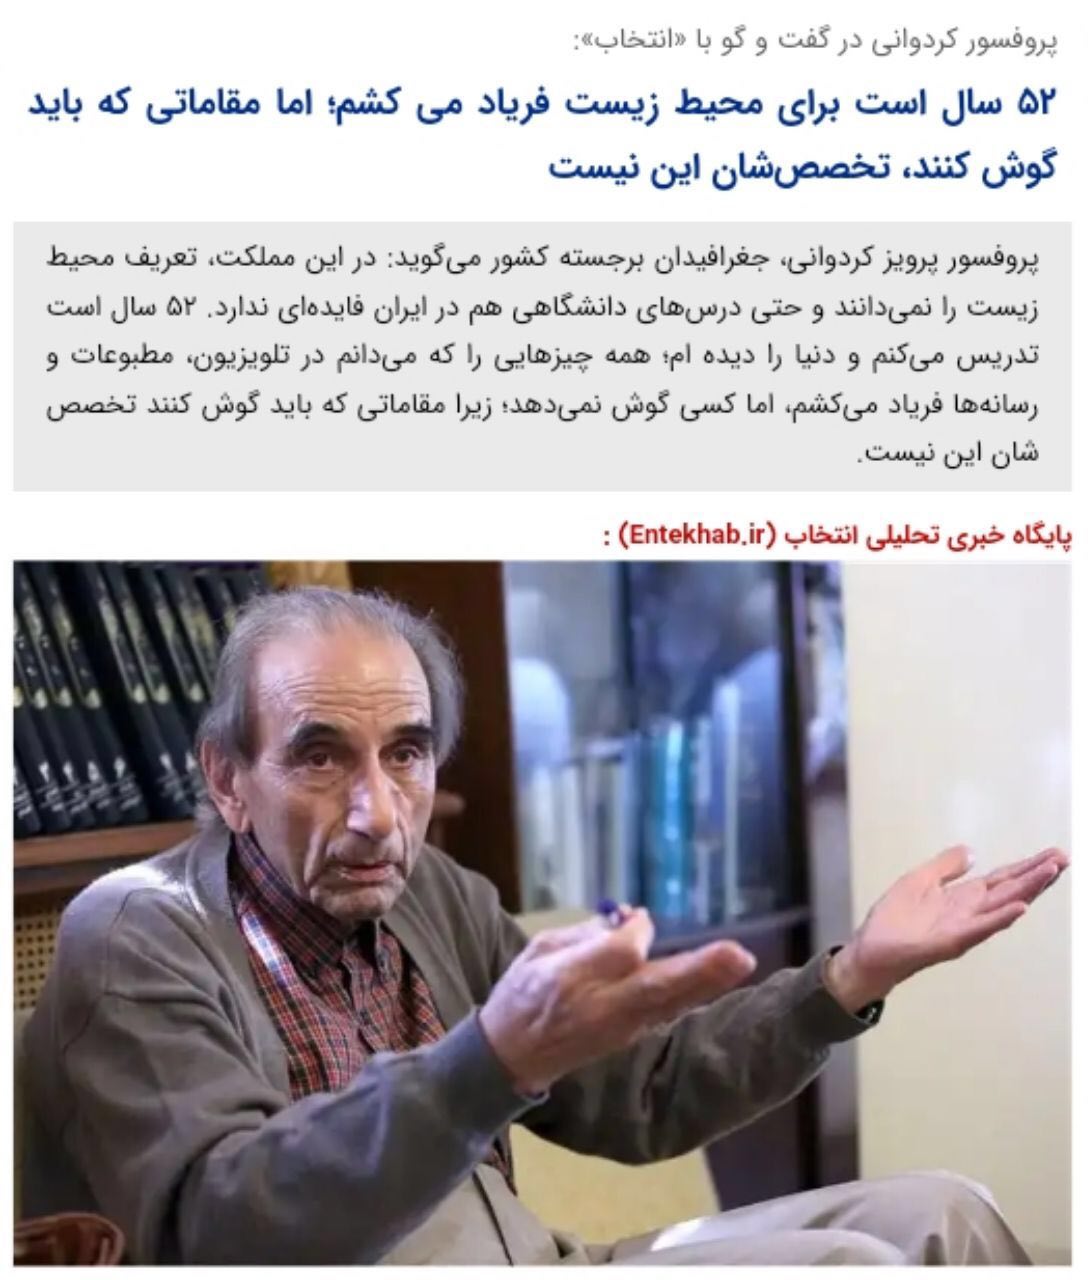 پروفسور کردوانی در گفت و گو با «انتخاب»:
۵۲ سال است برای محیط زیست فریاد می کشم؛ اما مقاماتی که باید
گوش کنند، تخصص‌شان این نیست
پروفسور پرویز کردوانی، جغرافیدان برجسته کشور می‌گوید: در این مملکت، تعریف محیط
زیست را نمی‌دانند و حتی درس‌های دانشگاهی هم در ایران فایده‌ای ندارد. ۵۲ سال است
تدریس می‌کنم و دنیا را دیده ام؛ همه چیزهایی را که می‌دانم در تلویزیون، مطبوعات و
رسانه‌ها فریاد می‌کشم، اما کسی گوش نمی‌دهد؛ زیرا مقاماتی که باید گوش کنند تخصص
شان این نیست.
پایگاه خبری تحلیلی انتخاب (Entekhab.ir) :